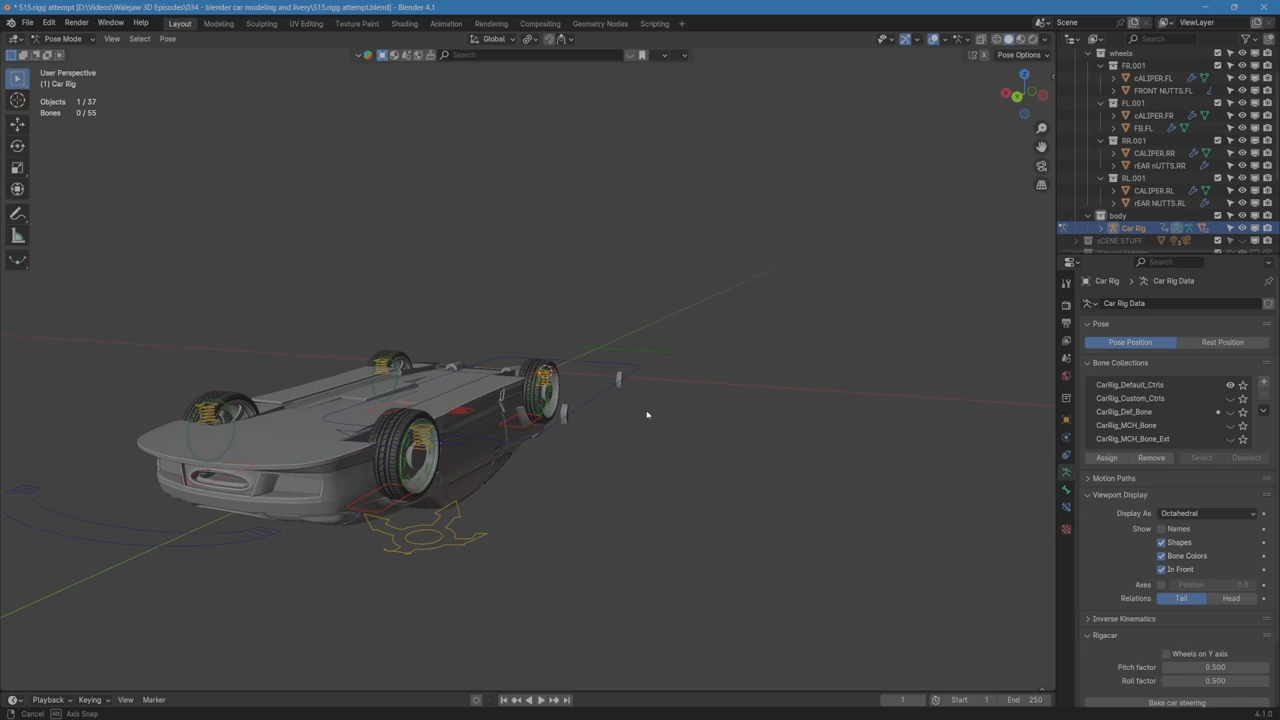 * S15.rigg attempt [D:\Videos\Walejaw 3D Episodes\034 - blender car modeling and livery\S15.rigg attempt.blend] - Blender 4.1
File Edit Render Window Help Layout Modeling Sculpting UV Editing Texture Paint Shading Animation Rendering Compositing Geometry Nodes Scripting + Scene ViewLayer
Pose Mode View Select Pose Global Search
Search Pose Options
User Perspective
(1) Car Rig
Objects 1 / 37
Bones 0 / 55
Z
X
Y
wheels
FR.001
cALIPER.FL
FRONT NUTTS.FL
FL.001
cALIPER.FR
FB.FL
RR.001
CALIPER.RR
rEAR nUTTS.RR
RL.001
CALIPER.RL
rEAR NUTTS.RL
body
Car Rig
sCENE STUFF
Search
Car Rig > Car Rig Data
Car Rig Data
Pose
Pose Position Rest Position
Bone Collections
CarRig_Default_Ctrls
CarRig_Custom_Ctrls
CarRig_Def_Bone
CarRig_MCH_Bone
CarRig_MCH_Bone_Ext
Assign Remove Select Deselect
Motion Paths
Viewport Display
Display As Octahedral
Show Names
Shapes
Bone Colors
In Front
Axes Position 0.0
Relations Tail Head
Inverse Kinematics
Rigacar
Wheels on Y axis
Pitch factor 0.500
Roll factor 0.500
Bake car steering
Playback Keying View Marker 1 Start 1 End 250
Cancel Alt Axis Snap 4.1.0